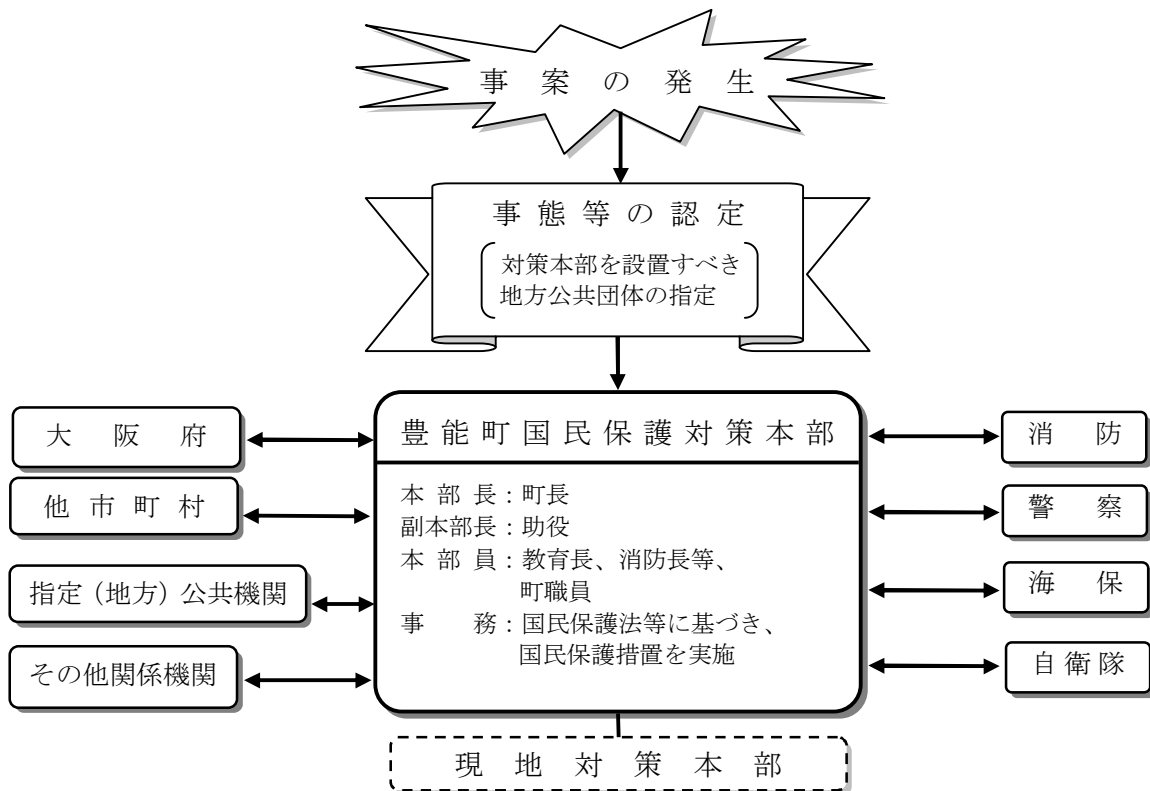 事案の発生
事態等の認定
対策本部を設置すべき
地方公共団体の指定
豊能町国民保護対策本部
本部長：町長
副本部長：助役
本部員：教育長、消防長等、
町職員
事務：国民保護法等に基づき、
国民保護措置を実施
大阪府
他市町村
指定（地方）公共機関
その他関係機関
消防
警察
海保
自衛隊
現地対策本部